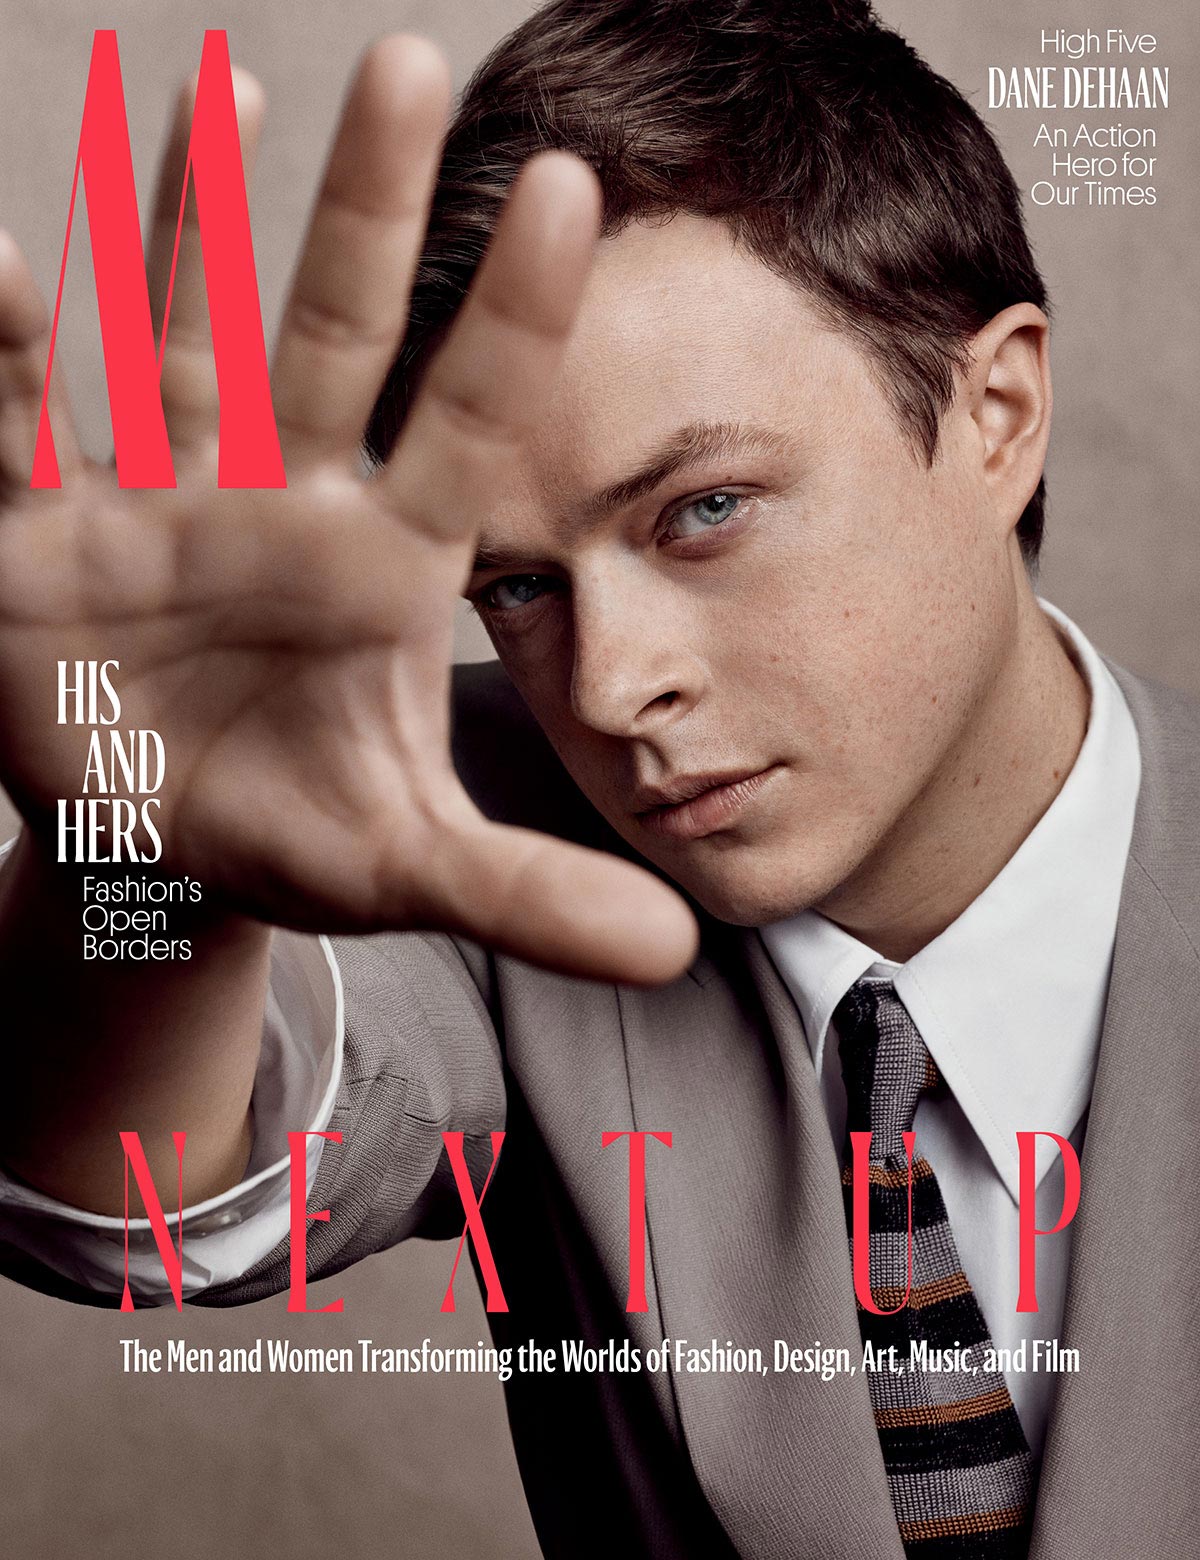 W
High Five
DANE DEHAAN
An Action
Hero for
Our Times
HIS
AND
HERS
Fashion's
Open
Borders
NEXT UP
The Men and Women Transforming the Worlds of Fashion, Design, Art, Music, and Film